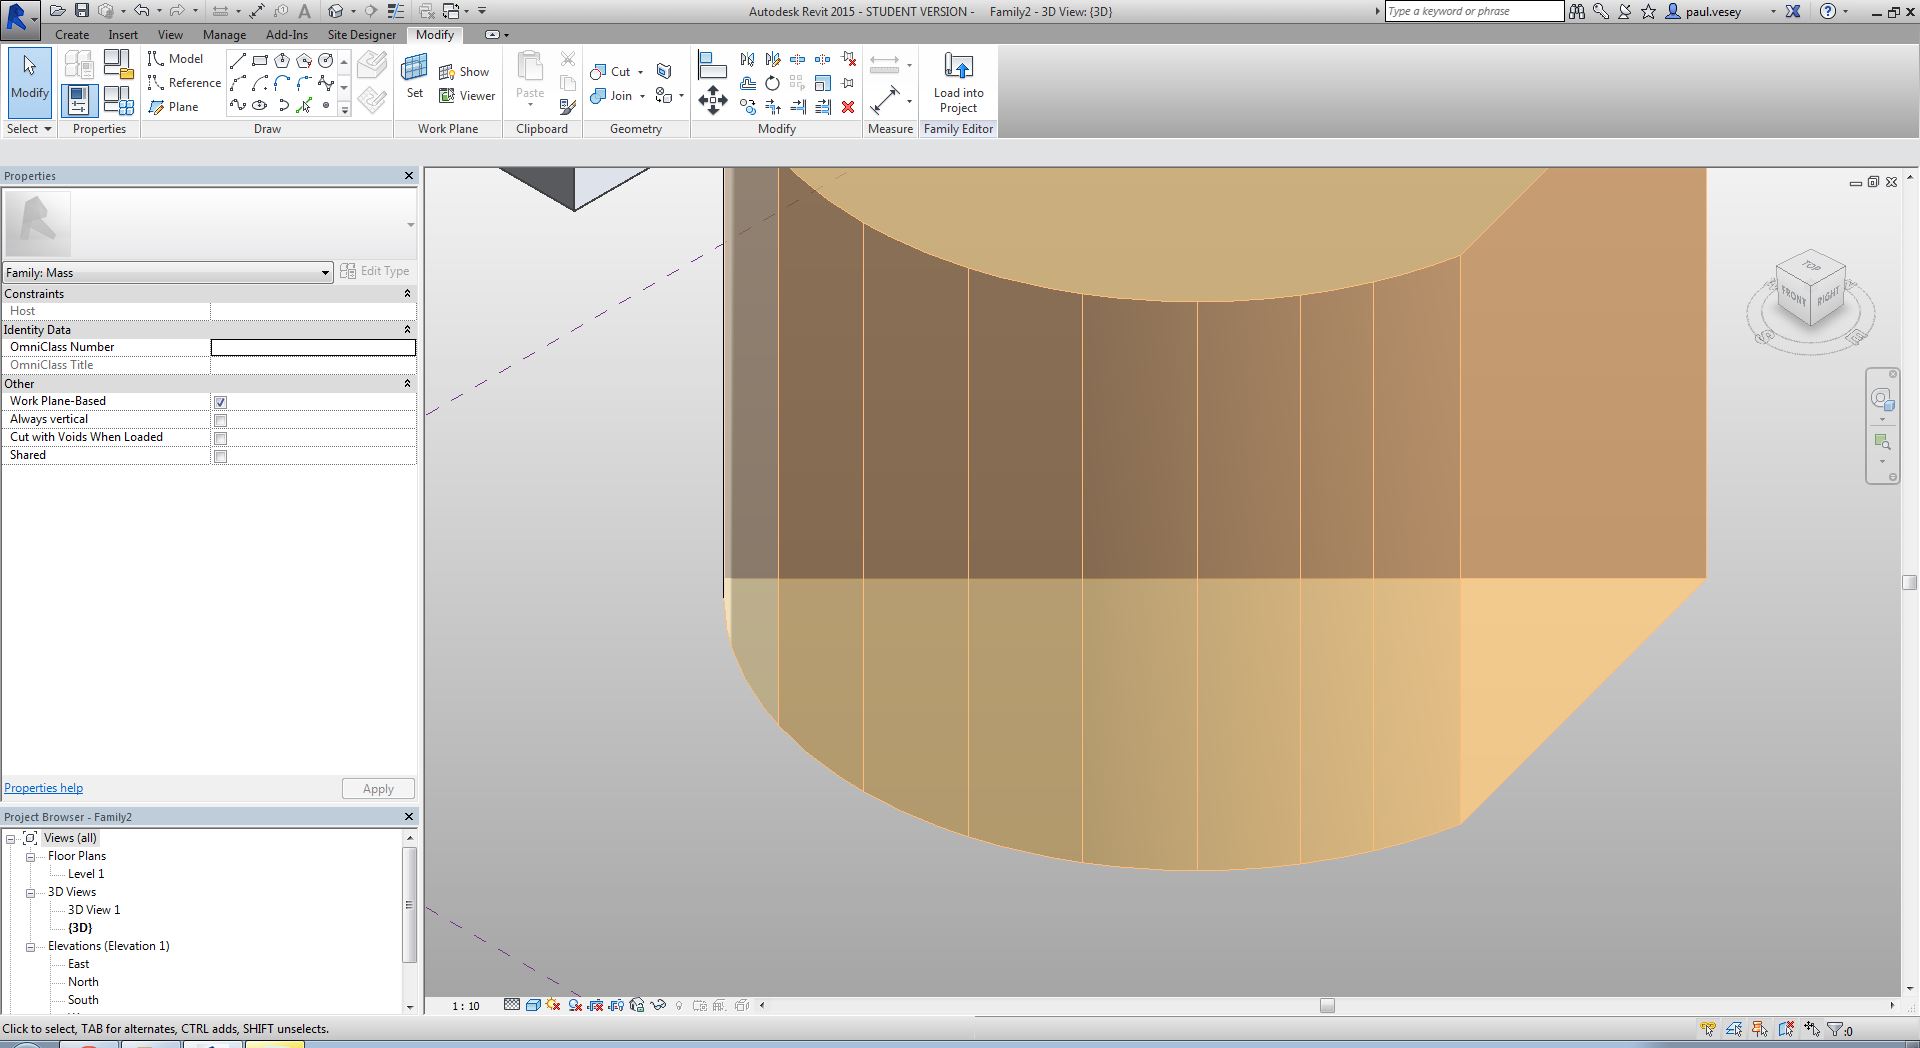 Autodesk Revit 2015 - STUDENT VERSION - Family2 - 3D View: {3D}
Type a keyword or phrase
paul.vesey
Create Insert View Manage Add-Ins Site Designer Modify
Modify
Model
Reference
Plane
Set
Show
Viewer
Paste
Cut
Join
Load into
Project
Select Properties Draw Work Plane Clipboard Geometry Modify Measure Family Editor
Properties
Family: Mass
Edit Type
Constraints
Host
Identity Data
OmniClass Number
OmniClass Title
Other
Work Plane-Based
Always vertical
Cut with Voids When Loaded
Shared
Properties help
Apply
TOP
FRONT
RIGHT
Project Browser - Family2
Views (all)
Floor Plans
Level 1
3D Views
3D View 1
{3D}
Elevations (Elevation 1)
East
North
South
1 : 10
Click to select, TAB for alternates, CTRL adds, SHIFT unselects.
:0